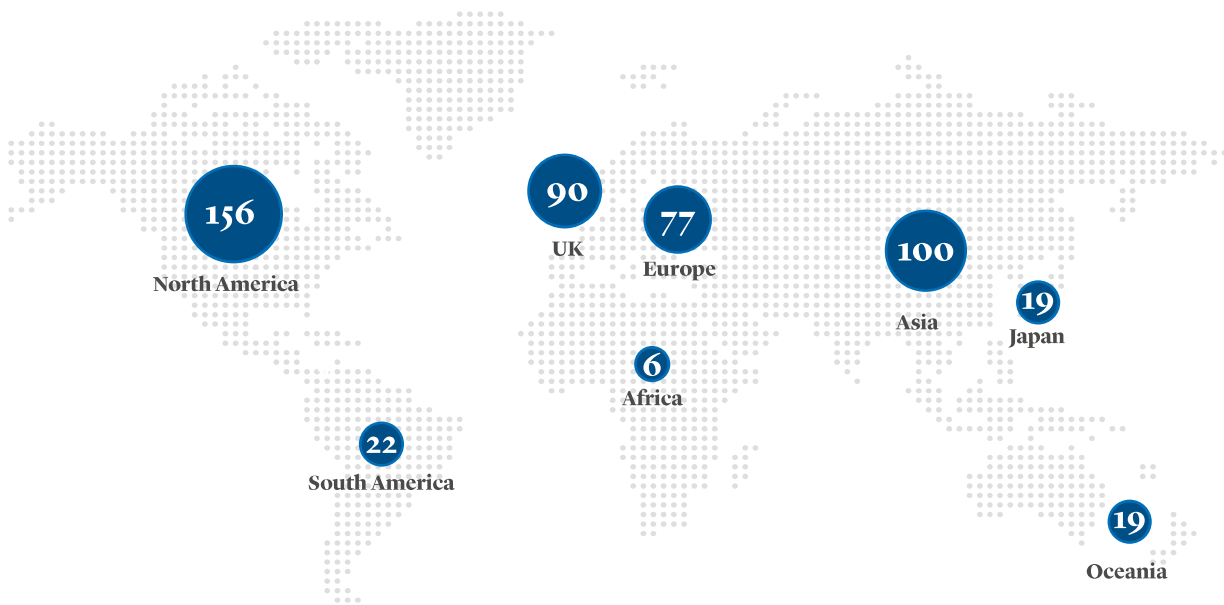 156
North America
90
UK
77
Europe
100
Asia
19
Japan
6
Africa
22
South America
19
Oceania